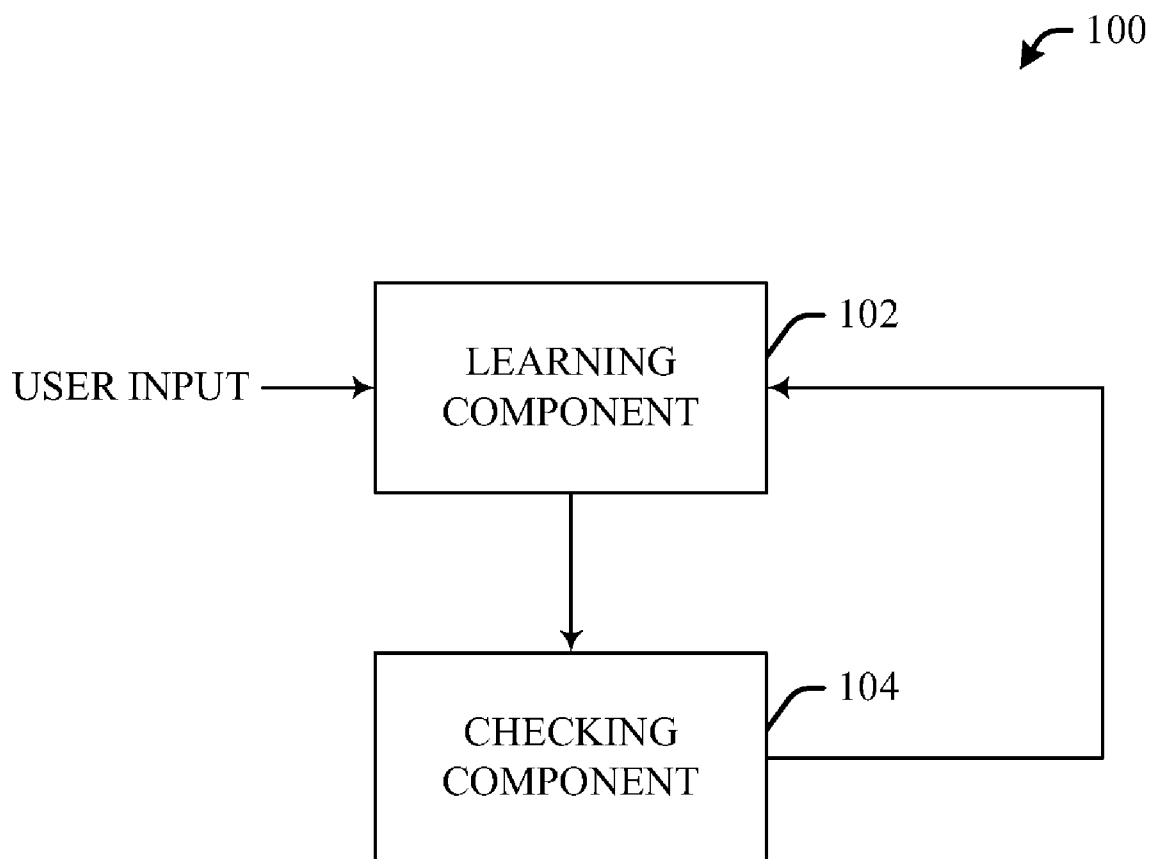 100
102
LEARNING
COMPONENT
USER INPUT
104
CHECKING
COMPONENT